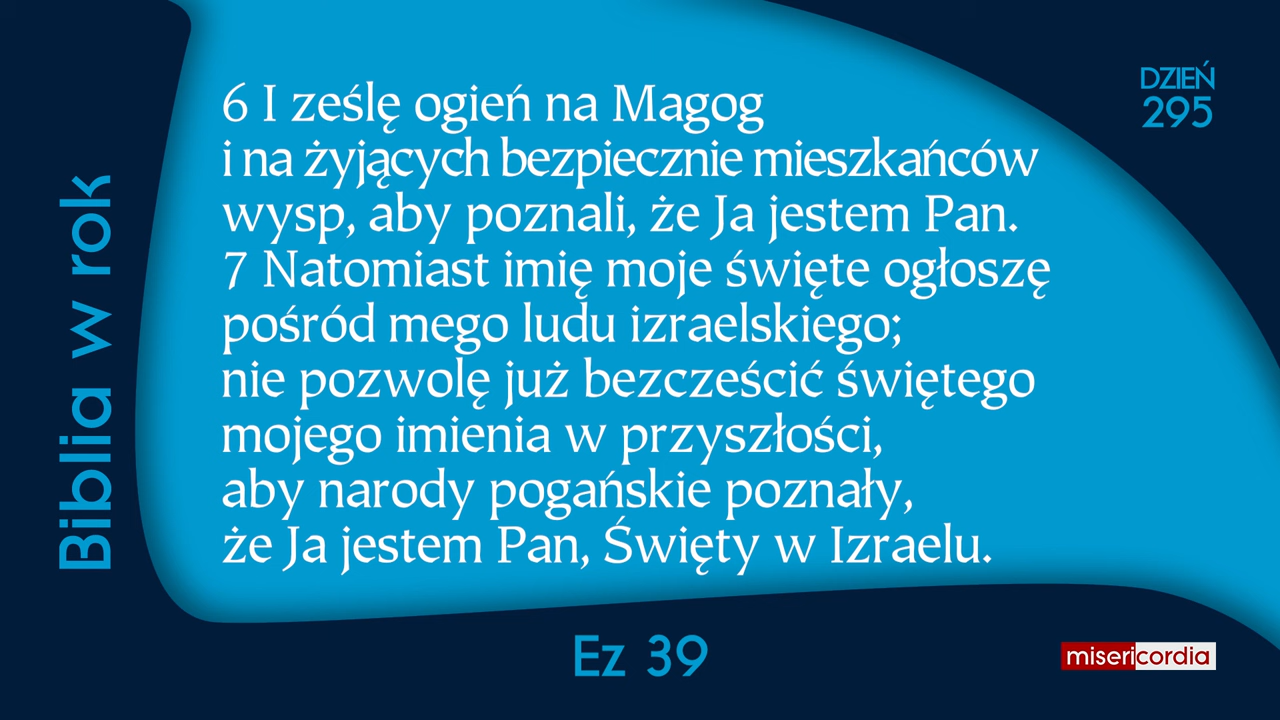 6 I ześlę ogień na Magog
i na żyjących bezpiecznie mieszkańców
wysp, aby poznali, że Ja jestem Pan.
7 Natomiast imię moje święte ogłoszę
pośród mego ludu izraelskiego;
nie pozwolę już bezcześcić świętego
mojego imienia w przyszłości,
aby narody pogańskie poznały,
że Ja jestem Pan, Święty w Izraelu.
DZIEŃ
295
Biblia w rok
Ez 39
misericordia